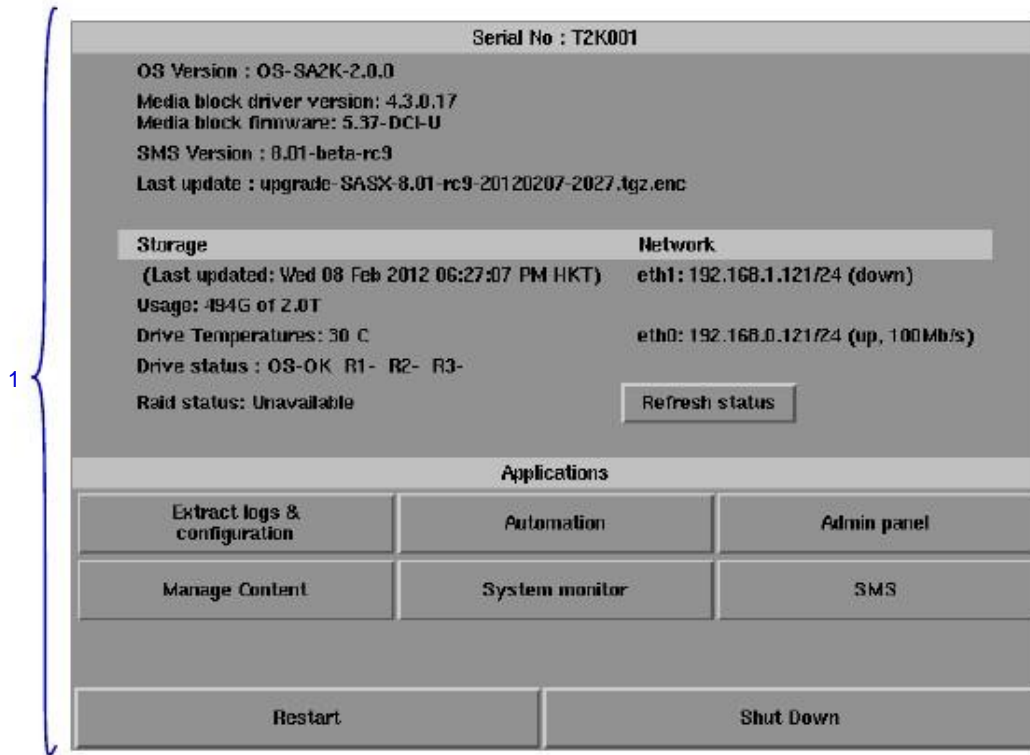 Serial No : T2K001
OS Version : OS-SA2K-2.0.0
Media block driver version: 4.3.0.17
Media block firmware: 5.37-DCI-U
SMS Version : 8.01-beta-rc9
Last update : upgrade-SASX-8.01-rc9-20120207-2027.tgz.enc
Storage Network
(Last updated: Wed 08 Feb 2012 06:27:07 PM HKT) eth1: 192.168.1.121/24 (down)
Usage: 494G of 2.0T
Drive Temperatures: 30 C eth0: 192.168.0.121/24 (up, 100Mb/s)
Drive status : OS-OK R1- R2- R3-
1
Raid status: Unavailable Refresh status
Applications
Extract logs &
configuration
Automation
Admin panel
Manage Content
System monitor
SMS
Restart
Shut Down